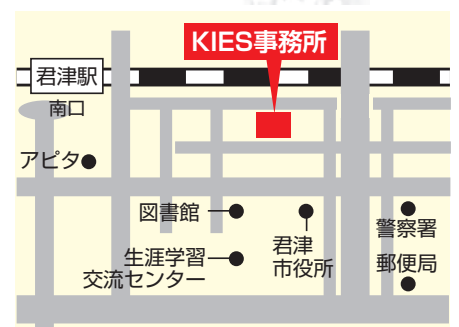 KIES事務所
君津駅
南口
アピタ
図書館
生涯学習
交流センター
君津
市役所
警察署
郵便局